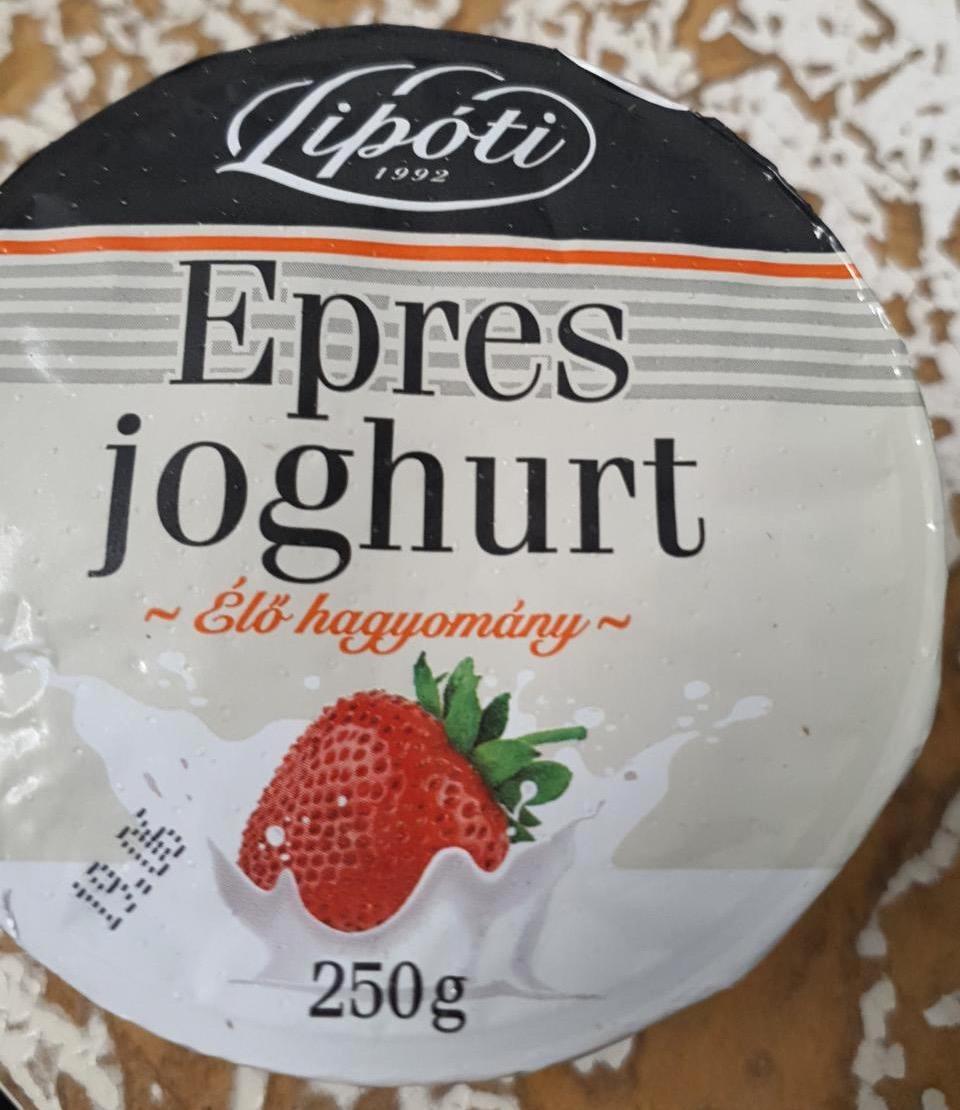 Lipóti
1992
Epres
joghurt
~ Élő hagyomány ~
250g